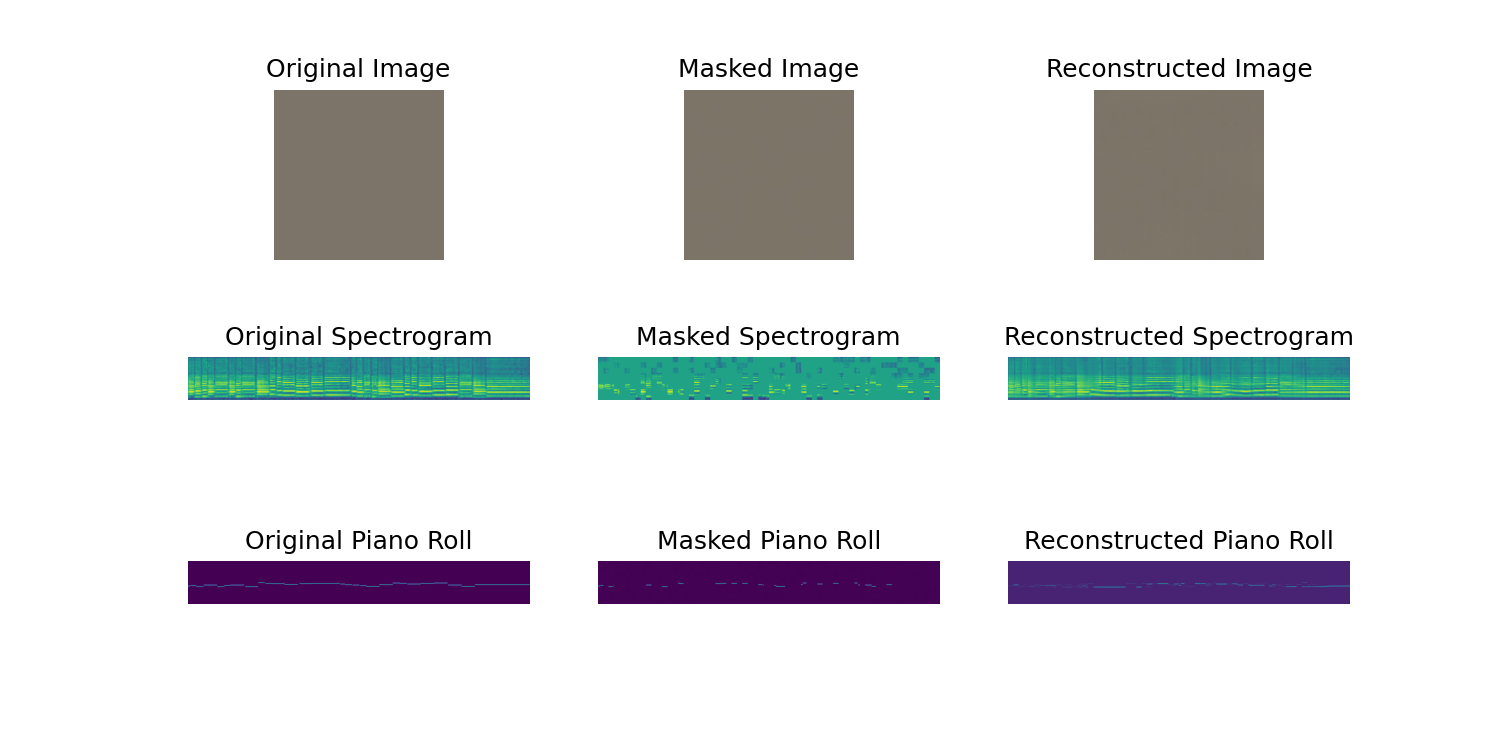 Original Image
Masked Image
Reconstructed Image
Original Spectrogram
Masked Spectrogram
Reconstructed Spectrogram
Original Piano Roll
Masked Piano Roll
Reconstructed Piano Roll